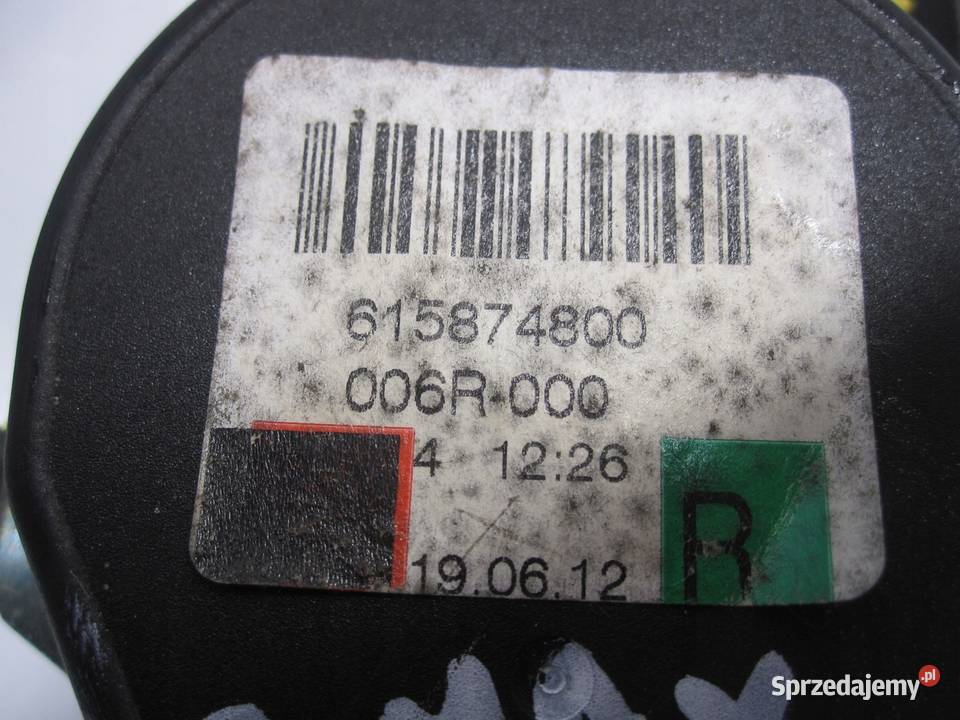 615874800
006R-000
4 12:26
R
19.06.12
Sprzedajemy.pl